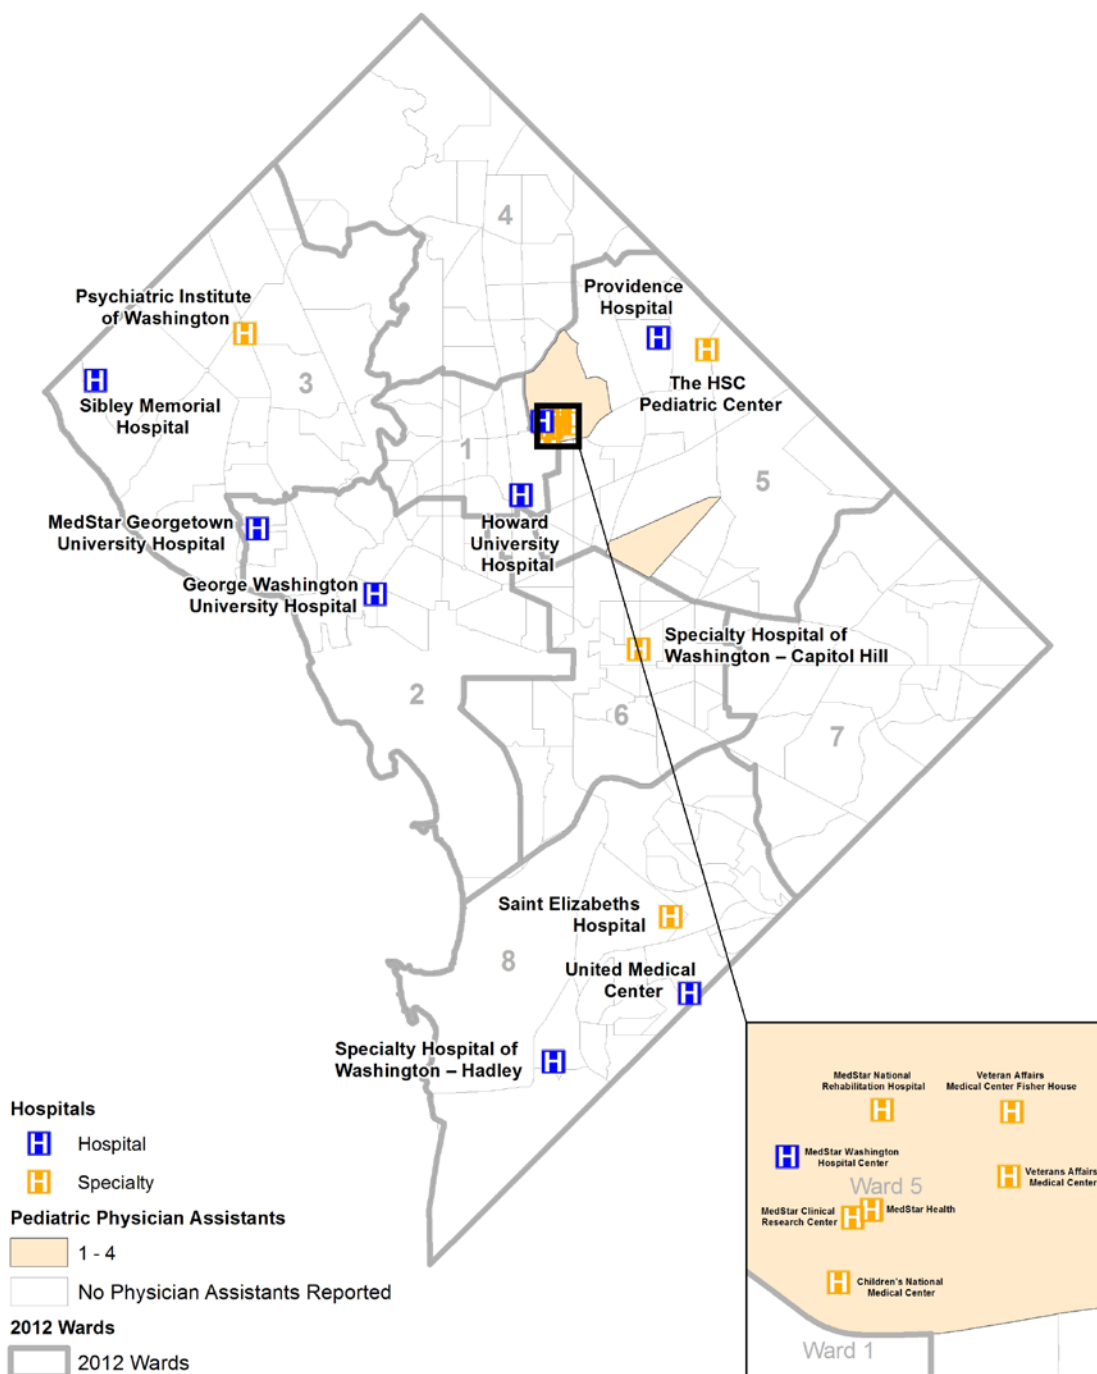 4
Psychiatric Institute
of Washington
H
Providence
Hospital
H
H
H
Sibley Memorial
Hospital
3
The HSC
Pediatric Center
H
1
5
H
Howard
University
Hospital
MedStar Georgetown
University Hospital
H
George Washington
University Hospital
H
Specialty Hospital of
Washington – Capitol Hill
H
2
6
7
Saint Elizabeths
Hospital
H
8
United Medical
Center
H
Specialty Hospital of
Washington – Hadley
H
MedStar National
Rehabilitation Hospital
H
Veteran Affairs
Medical Center Fisher House
H
H
MedStar Washington
Hospital Center
Ward 5
H
Veterans Affairs
Medical Center
MedStar Clinical
Research Center
H
H
MedStar Health
H
Children's National
Medical Center
Ward 1
Hospitals
H
Hospital
H
Specialty
Pediatric Physician Assistants
1 - 4
No Physician Assistants Reported
2012 Wards
2012 Wards